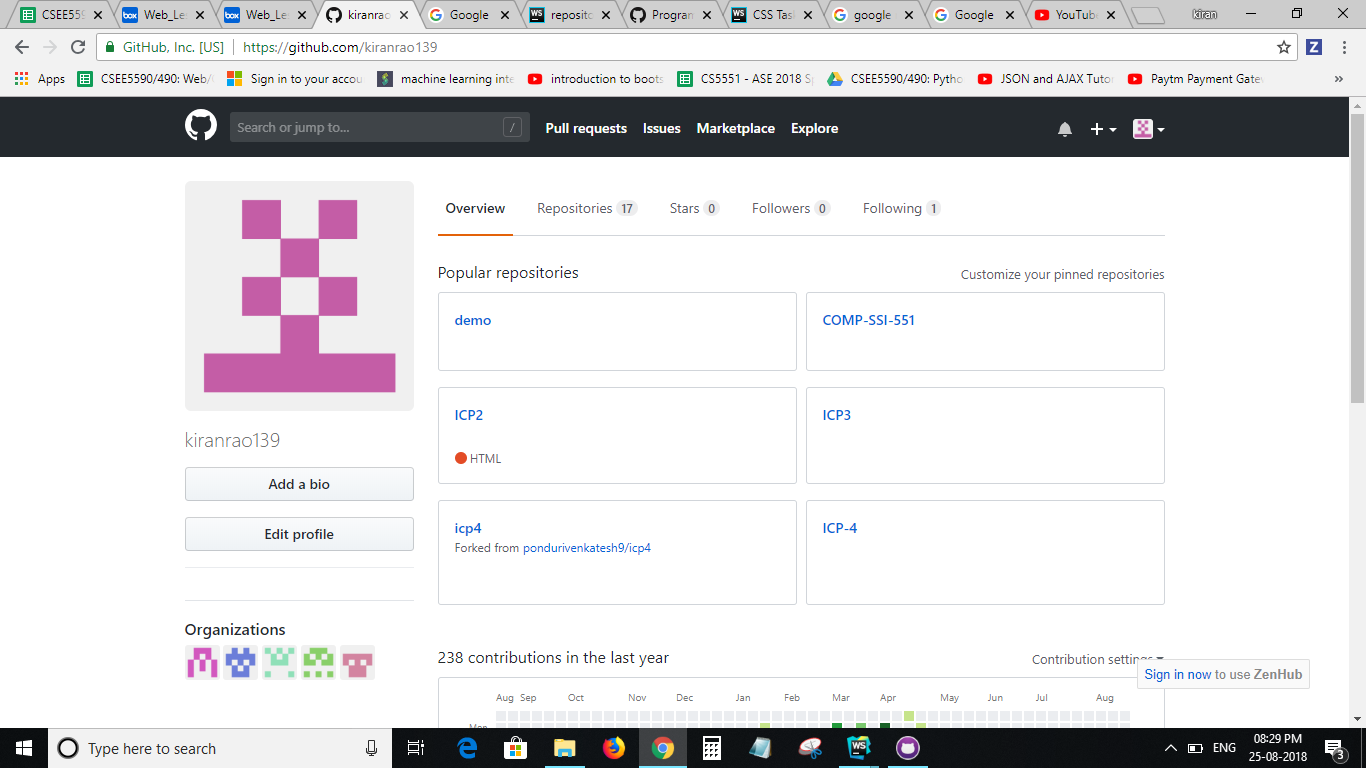 CSEE559 Web_Le Web_Le kiranrao Google reposito Progran CSS Task google Google YouTube kiran
GitHub, Inc. [US] https://github.com/kiranrao139 Z
Apps CSEE5590/490: Web/ Sign in to your accou machine learning inte introduction to boots CS5551 - ASE 2018 Sp CSEE5590/490: Pytho JSON and AJAX Tutor Paytm Payment Gatew »
Search or jump to... / Pull requests Issues Marketplace Explore
Overview Repositories 17 Stars 0 Followers 0 Following 1
Popular repositories Customize your pinned repositories
demo COMP-SSI-551
ICP2 ICP3
HTML
kiranrao139
Add a bio
Edit profile
icp4 ICP-4
Forked from pondurivenkatesh9/icp4
Organizations
238 contributions in the last year Contribution settings
Sign in now to use ZenHub
Aug Sep Oct Nov Dec Jan Feb Mar Apr May Jun Jul Aug
Mon
Type here to search
ENG 08:29 PM
25-08-2018 3